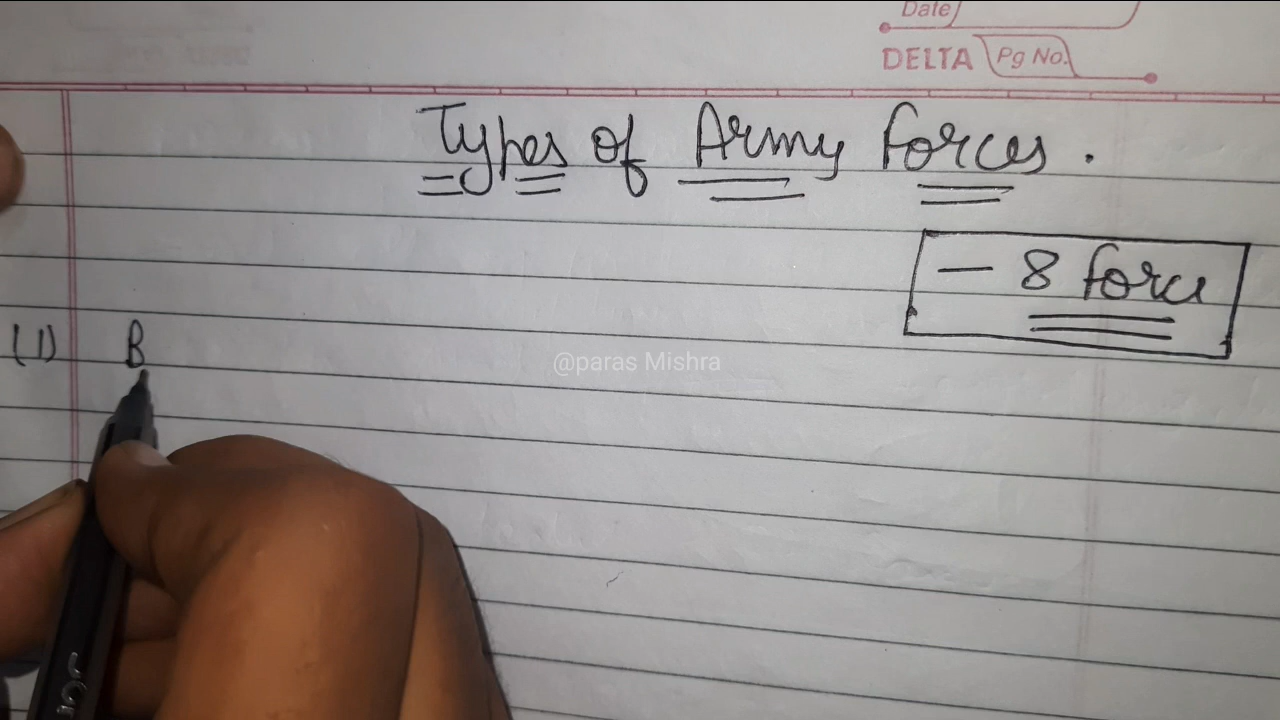 Date
DELTA Pg No.
Types of Army forces.
- 8 force
(1) B
@paras Mishra